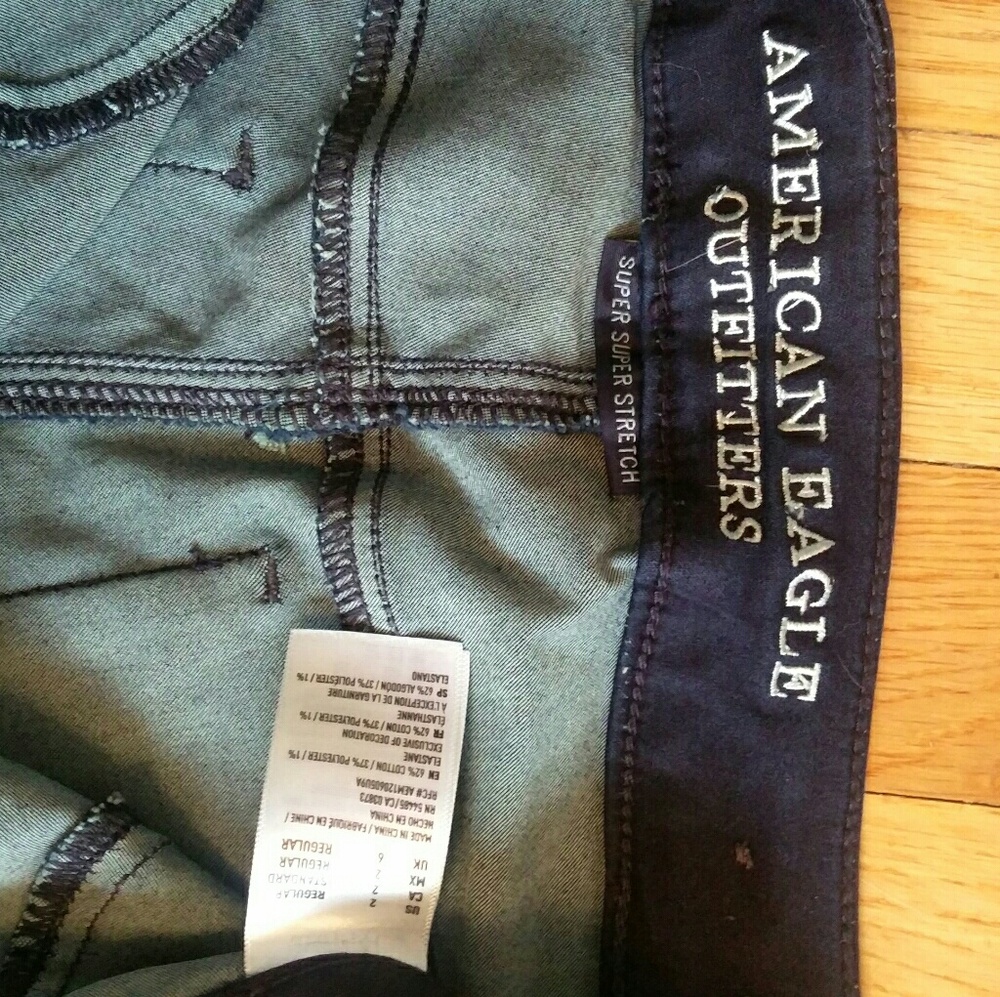 AMERICAN EAGLE
OUTFITTERS
SUPER SUPER STRETCH
US 2 REGULAR
CA 2
MX 2 STANDARD
UK 6 REGULAR
REGULAR
MADE IN CHINA / FABRIQUÉ EN CHINE /
HECHO EN CHINA
RN 54485 / CA 03873
RFC# AEM120605U9A
EN 62% COTTON / 37% POLYESTER / 1%
ELASTANE
EXCLUSIVE OF DECORATION
FR 62% COTON / 37% POLYESTER / 1%
ELASTHANNE
À L'EXCEPTION DE LA GARNITURE
SP 62% ALGODÓN / 37% POLIÉSTER / 1%
ELASTANO